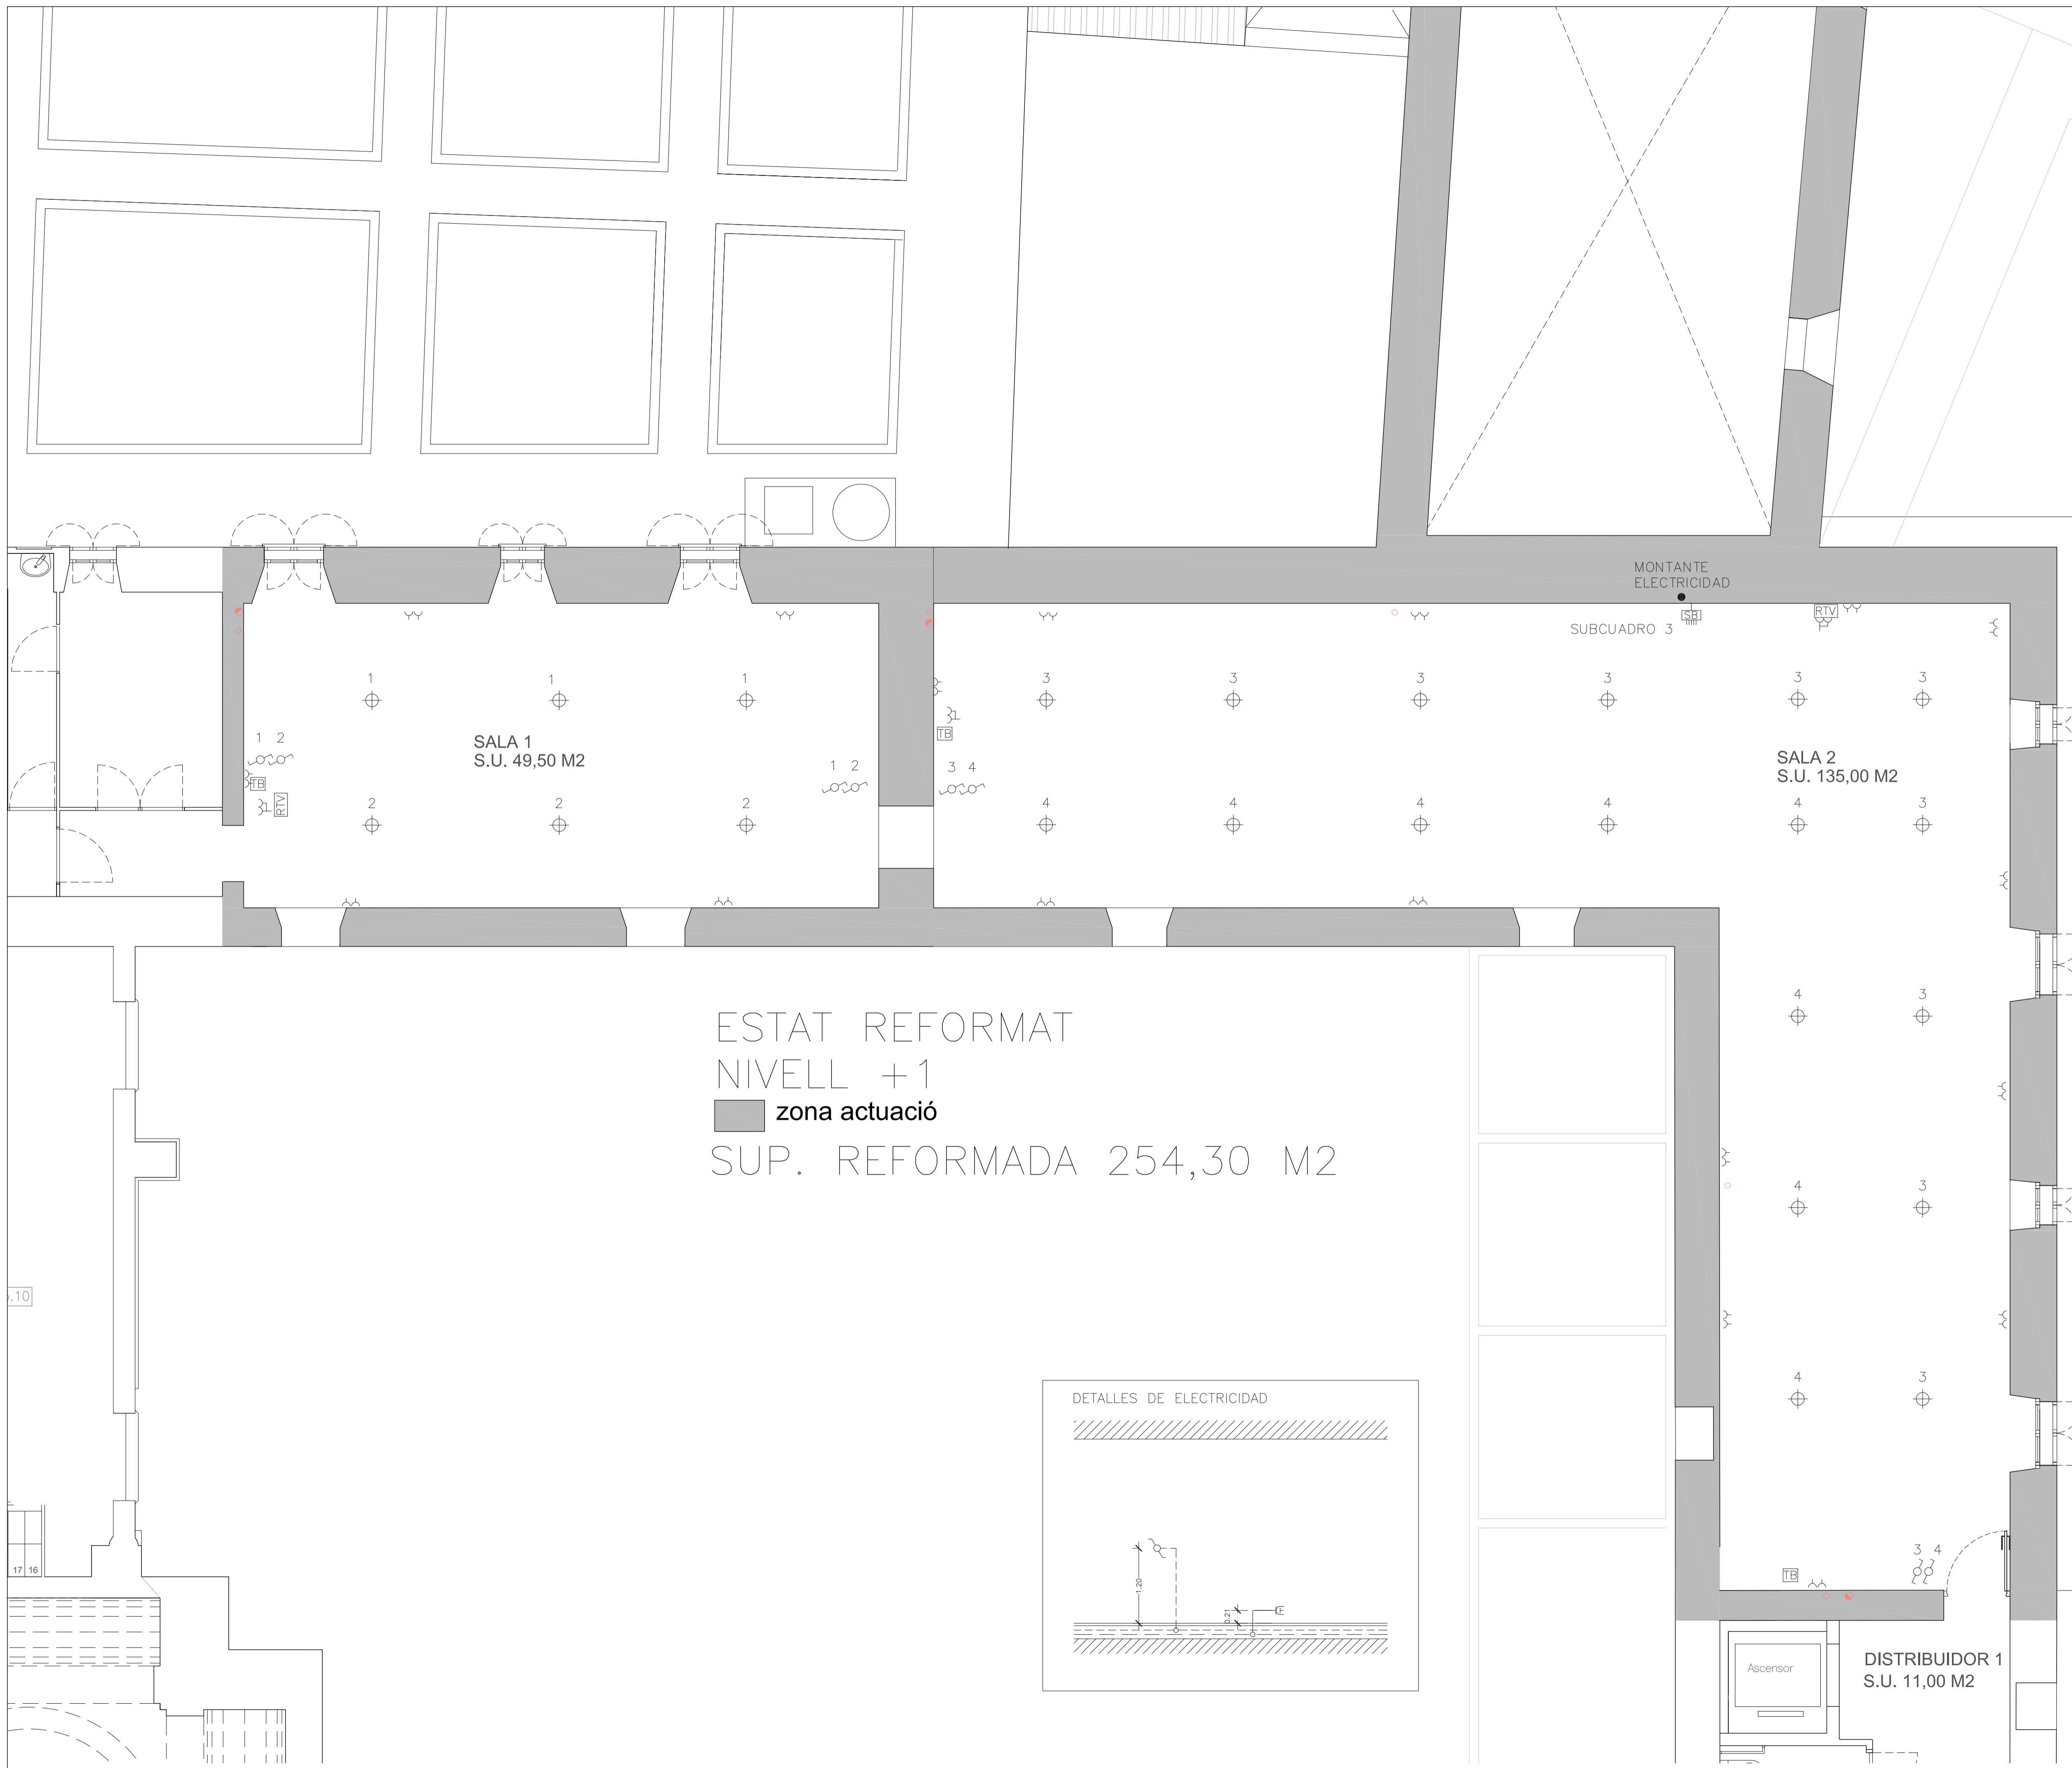 MONTANTE
ELECTRICIDAD
SB
SUBCUADRO 3
RTV
1
1
1
3
3
3
3
3
3
TB
1 2
SALA 1
S.U. 49,50 M2
1 2
3 4
SALA 2
S.U. 135,00 M2
TB
RTV
2
2
2
4
4
4
4
4
3
4
3
ESTAT REFORMAT
NIVELL +1
zona actuació
SUP. REFORMADA 254,30 M2
4
3
.10
4
3
DETALLES DE ELECTRICIDAD
1.20
0.21
3 4
TB
17 16
Ascensor
DISTRIBUIDOR 1
S.U. 11,00 M2